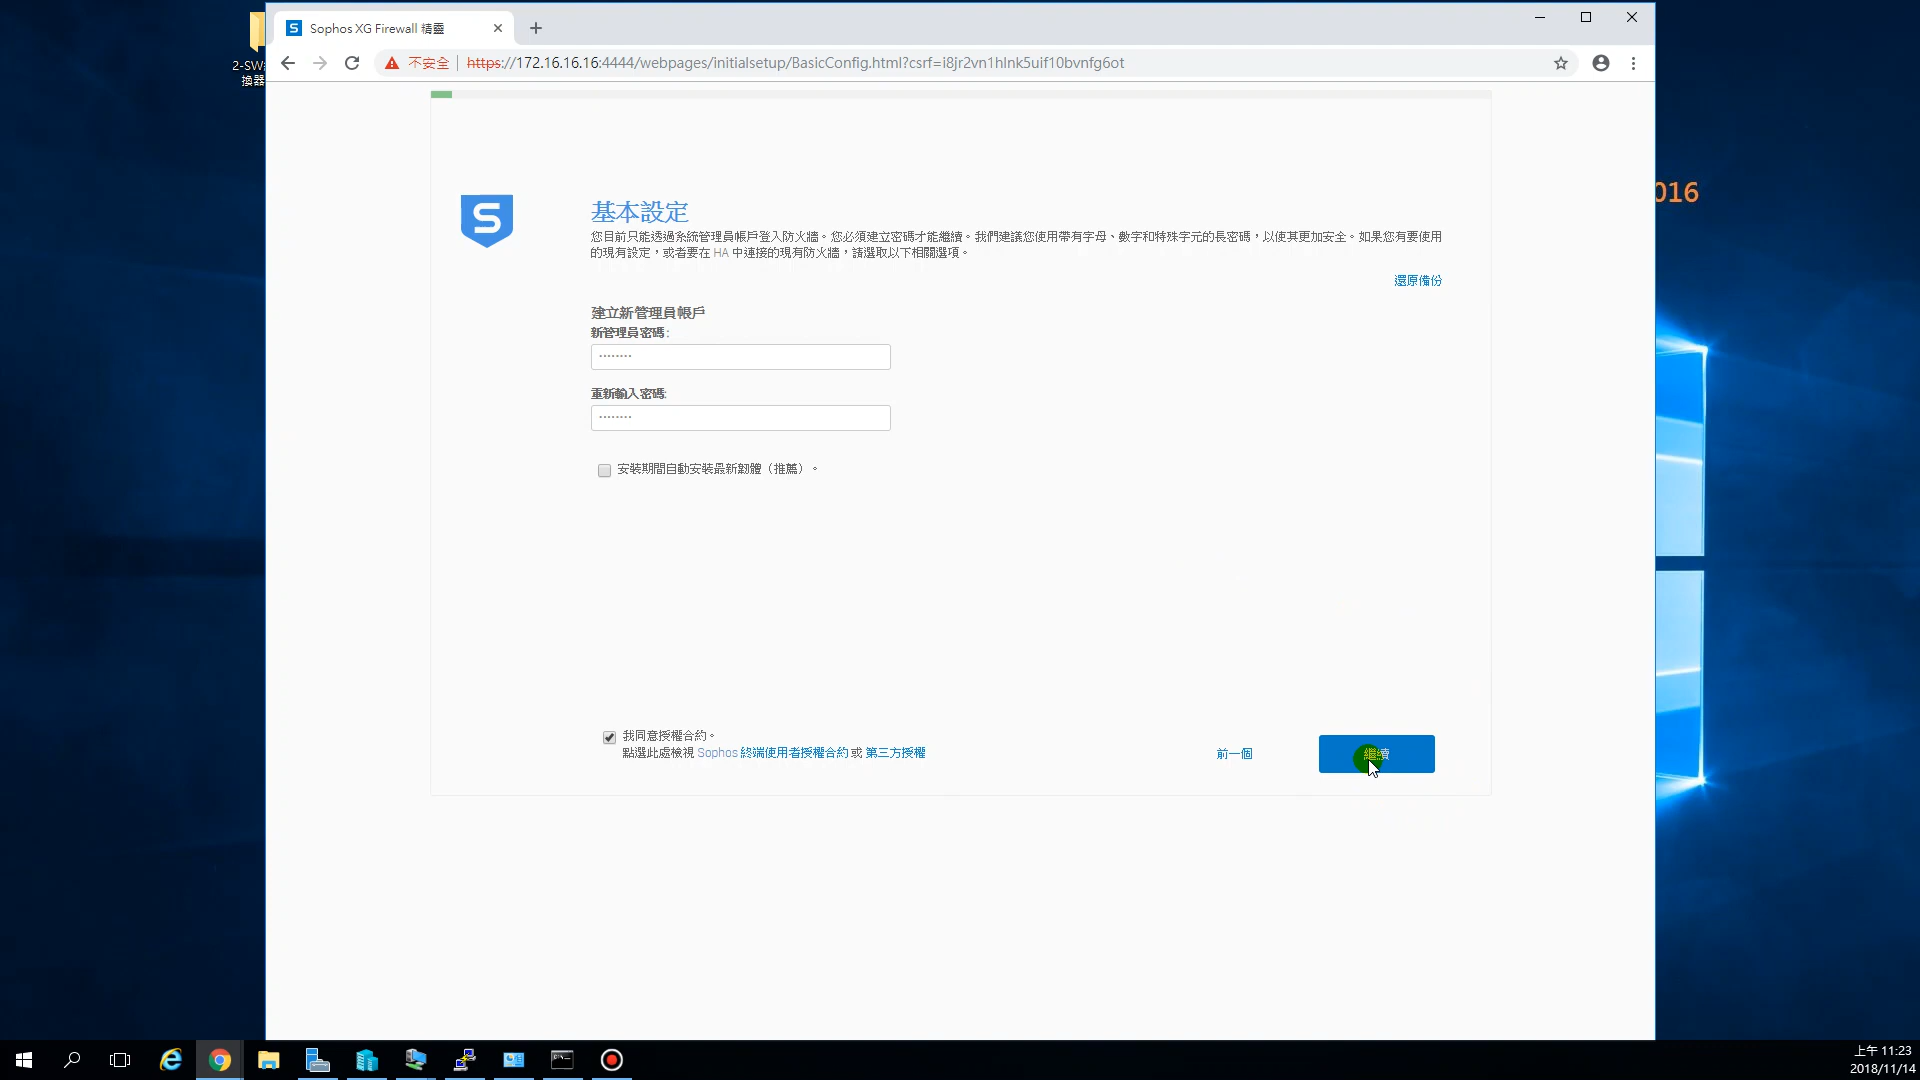 2-SW
換器
Sophos XG Firewall 精靈
不安全
https://172.16.16.16:4444/webpages/initialsetup/BasicConfig.html?csrf=i8jr2vn1hlnk5uif10bvnfg6ot
016
S
基本設定
您目前只能透過系統管理員帳戶登入防火牆。您必須建立密碼才能繼續。我們建議您使用帶有字母、數字和特殊字元的長密碼，以使其更加安全。如果您有要使用
的現有設定，或者要在 HA 中連接的現有防火牆，請選取以下相關選項。
還原備份
建立新管理員帳戶
新管理員密碼:
重新輸入密碼:
安裝期間自動安裝最新韌體（推薦）。
我同意授權合約。
點選此處檢視 Sophos 終端使用者授權合約 或 第三方授權
前一個
繼續
上午 11:23
2018/11/14